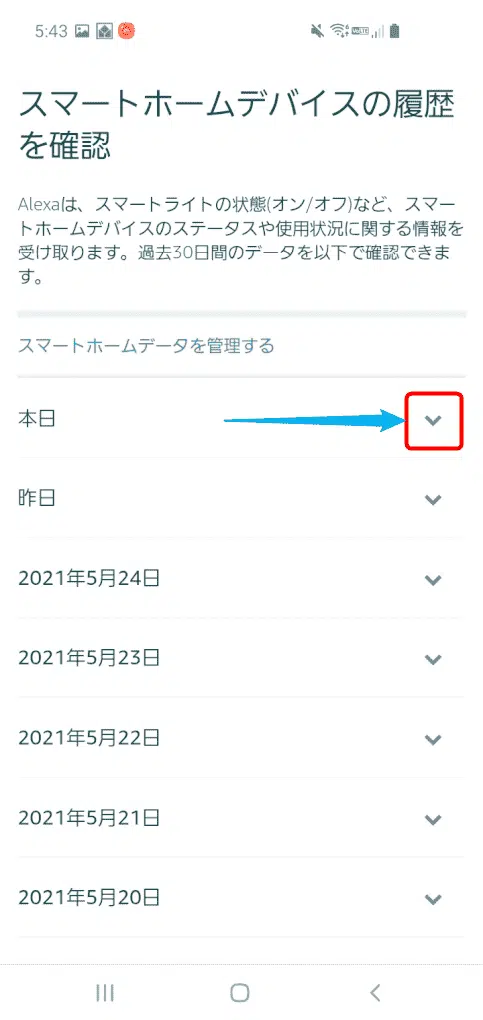 5:43
スマートホームデバイスの履歴
を確認
Alexaは、スマートライトの状態(オン/オフ)など、スマー
トホームデバイスのステータスや使用状況に関する情報を
受け取ります。過去30日間のデータを以下で確認できま
す。
スマートホームデータを管理する
本日
昨日
2021年5月24日
2021年5月23日
2021年5月22日
2021年5月21日
2021年5月20日